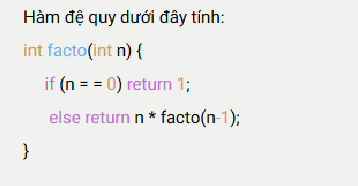 Hàm đệ quy dưới đây tính:
int facto(int n) {
if (n = = 0) return 1;
else return n * facto(n-1);
}